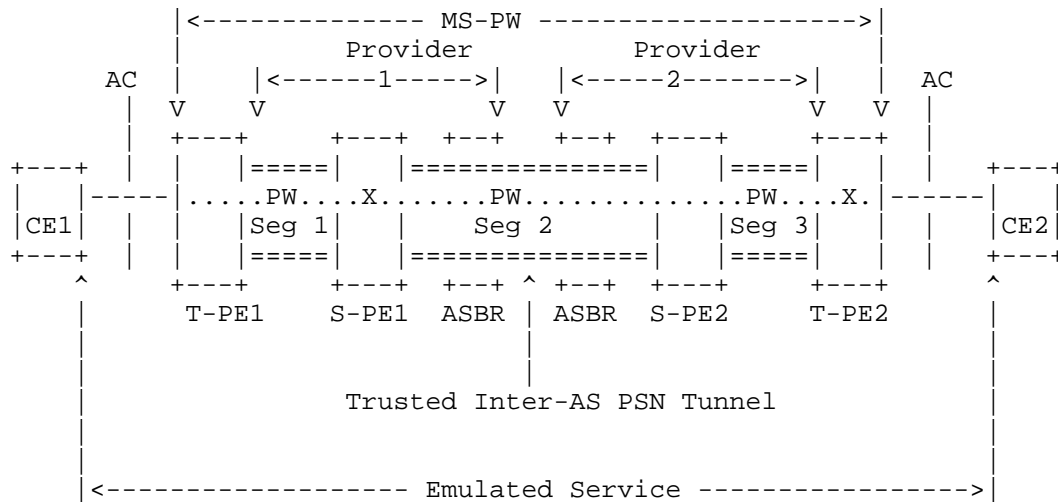 |<-------------- MS-PW -------------------->|
| Provider Provider |
AC | |<------1----->| |<-----2------->| | AC
| V V V V V V |
+---+ +---+ +--+ +--+ +---+ +---+
+---+ | | |=====| |===============| |=====| | | +---+
| |-----|.....PW....X.......PW..............PW....X.|------| |
|CE1| | | |Seg 1| | Seg 2 | |Seg 3| | | |CE2|
+---+ | | |=====| |===============| |=====| | | +---+
^ +---+ +---+ +--+ ^ +--+ +---+ +---+ ^
| T-PE1 S-PE1 ASBR | ASBR S-PE2 T-PE2 |
| | |
| | |
| | |
| Trusted Inter-AS PSN Tunnel |
| |
| |
|<------------------ Emulated Service ---------------->|